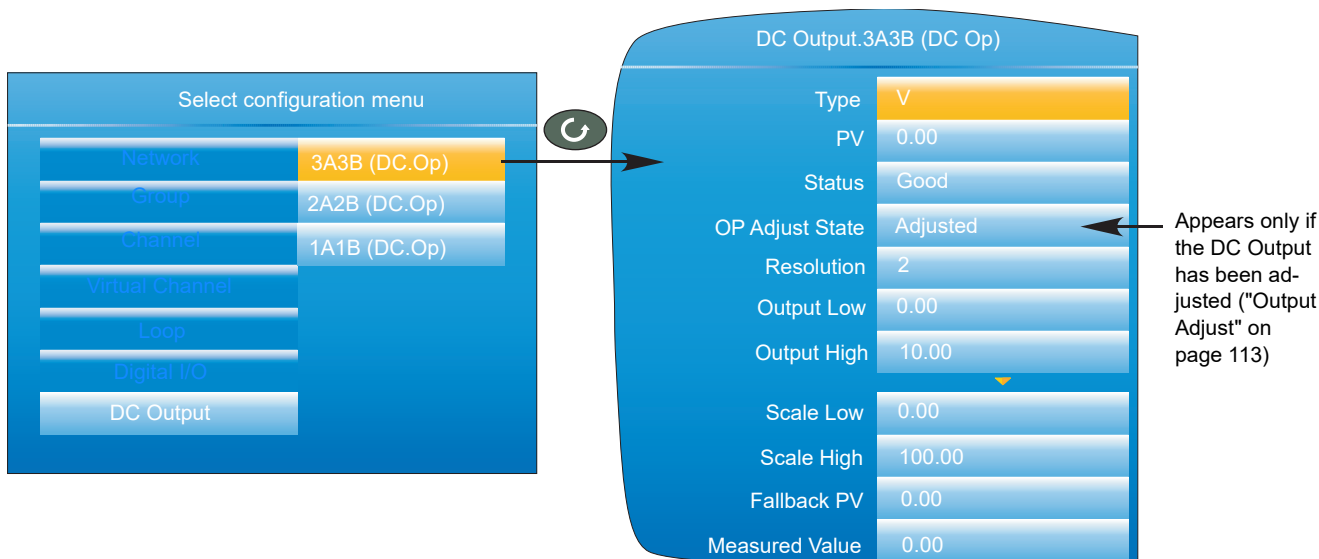 Select configuration menu
Network
Group
Channel
Virtual Channel
Loop
Digital I/O
DC Output
3A3B (DC.Op)
2A2B (DC.Op)
1A1B (DC.Op)
DC Output.3A3B (DC Op)
Type V
PV 0.00
Status Good
OP Adjust State Adjusted
Resolution 2
Output Low 0.00
Output High 10.00
Scale Low 0.00
Scale High 100.00
Fallback PV 0.00
Measured Value 0.00
Appears only if
the DC Output
has been ad-
justed ("Output
Adjust" on
page 113)